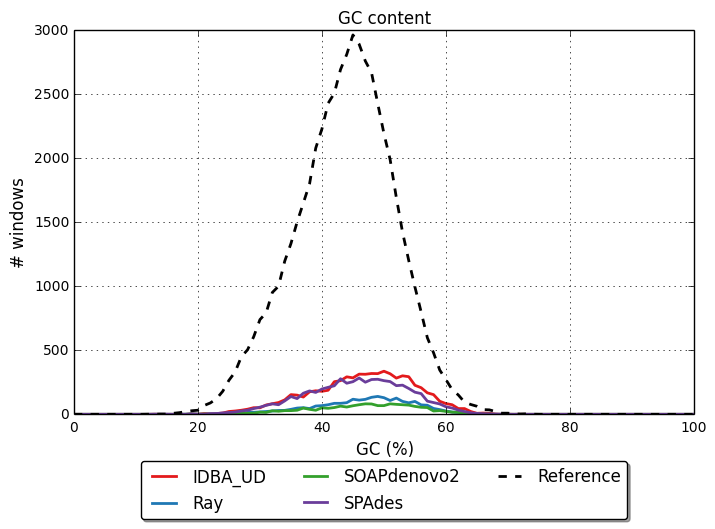 GC content
3000
2500
2000
1500
1000
500
0
# windows
0 20 40 60 80 100
GC (%)
IDBA_UD SOAPdenovo2 Reference
Ray SPAdes